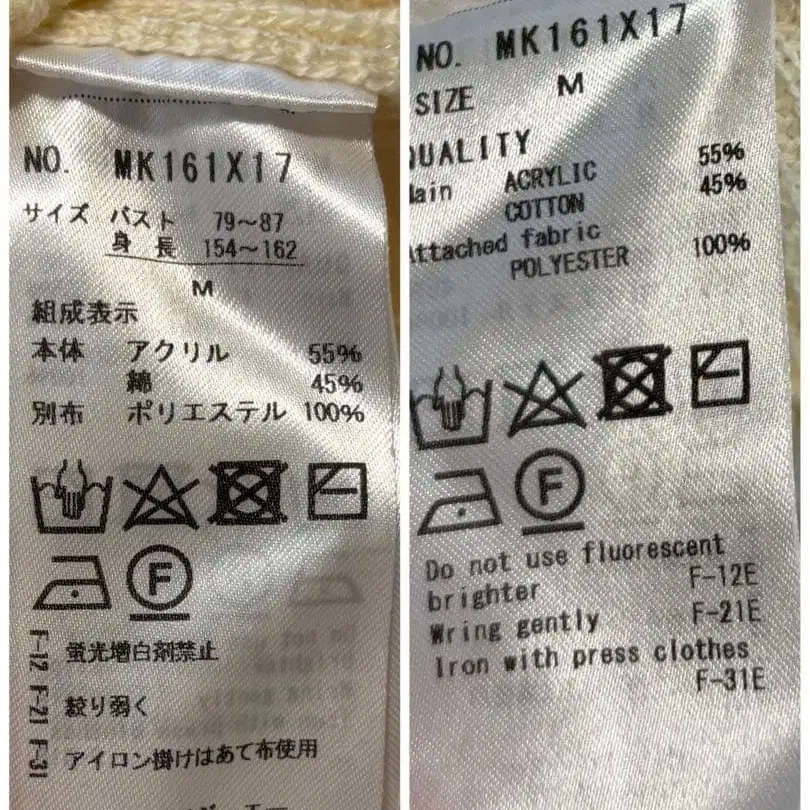 NO. MK161X17
サイズ バスト 79～87
身 長 154～162
M
組成表示
本体 アクリル 55%
綿 45%
別布 ポリエステル 100%
F
F-12 蛍光増白剤禁止
F-21 絞り弱く
F-31 アイロン掛けはあて布使用
NO. MK161X17
SIZE M
QUALITY
Main ACRYLIC 55%
COTTON 45%
Attached fabric
POLYESTER 100%
F
Do not use fluorescent
brighter F-12E
Wring gently F-21E
Iron with press clothes
F-31E